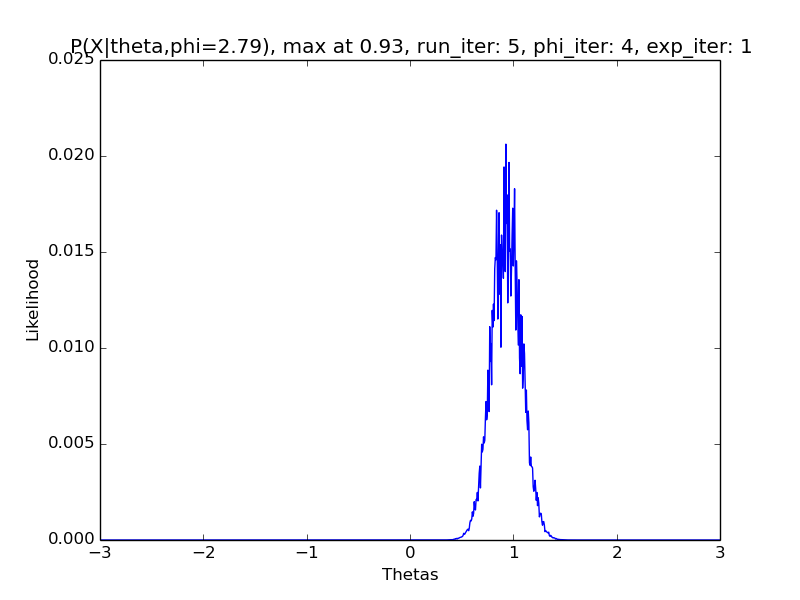 P(X|theta,phi=2.79), max at 0.93, run_iter: 5, phi_iter: 4, exp_iter: 1
0.025
0.020
0.015
0.010
0.005
0.000
Likelihood
−3 −2 −1 0 1 2 3
Thetas